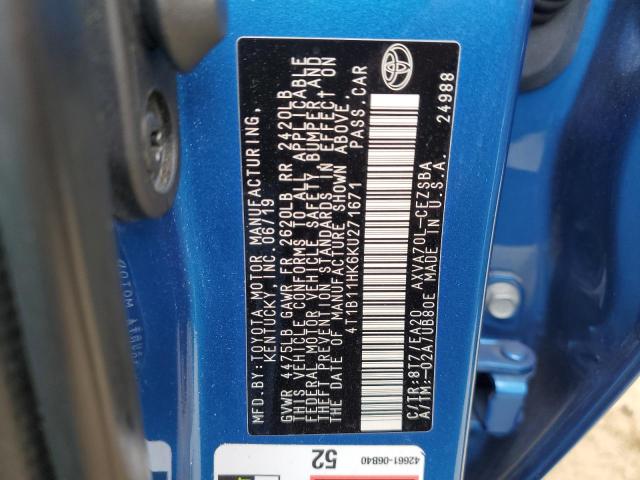 MFD.BY:TOYOTA MOTOR MANUFACTURING,
KENTUCKY, INC. 06/19
GVWR 4475LB GAWR FR 2620LB RR 2420LB
THIS VEHICLE CONFORMS TO ALL APPLICABLE
FEDERAL MOTOR VEHICLE SAFETY, BUMPER, AND
THEFT PREVENTION STANDARDS IN EFFECT ON
THE DATE OF MANUFACTURE SHOWN ABOVE.
4T1B11HK6KU271671 PASS.CAR
C/TR:8T7/EA20 AXVA70L-CEZSBA
A/TM:-02A/UB80E MADE IN U.S.A. 24988
42661-06B40
52